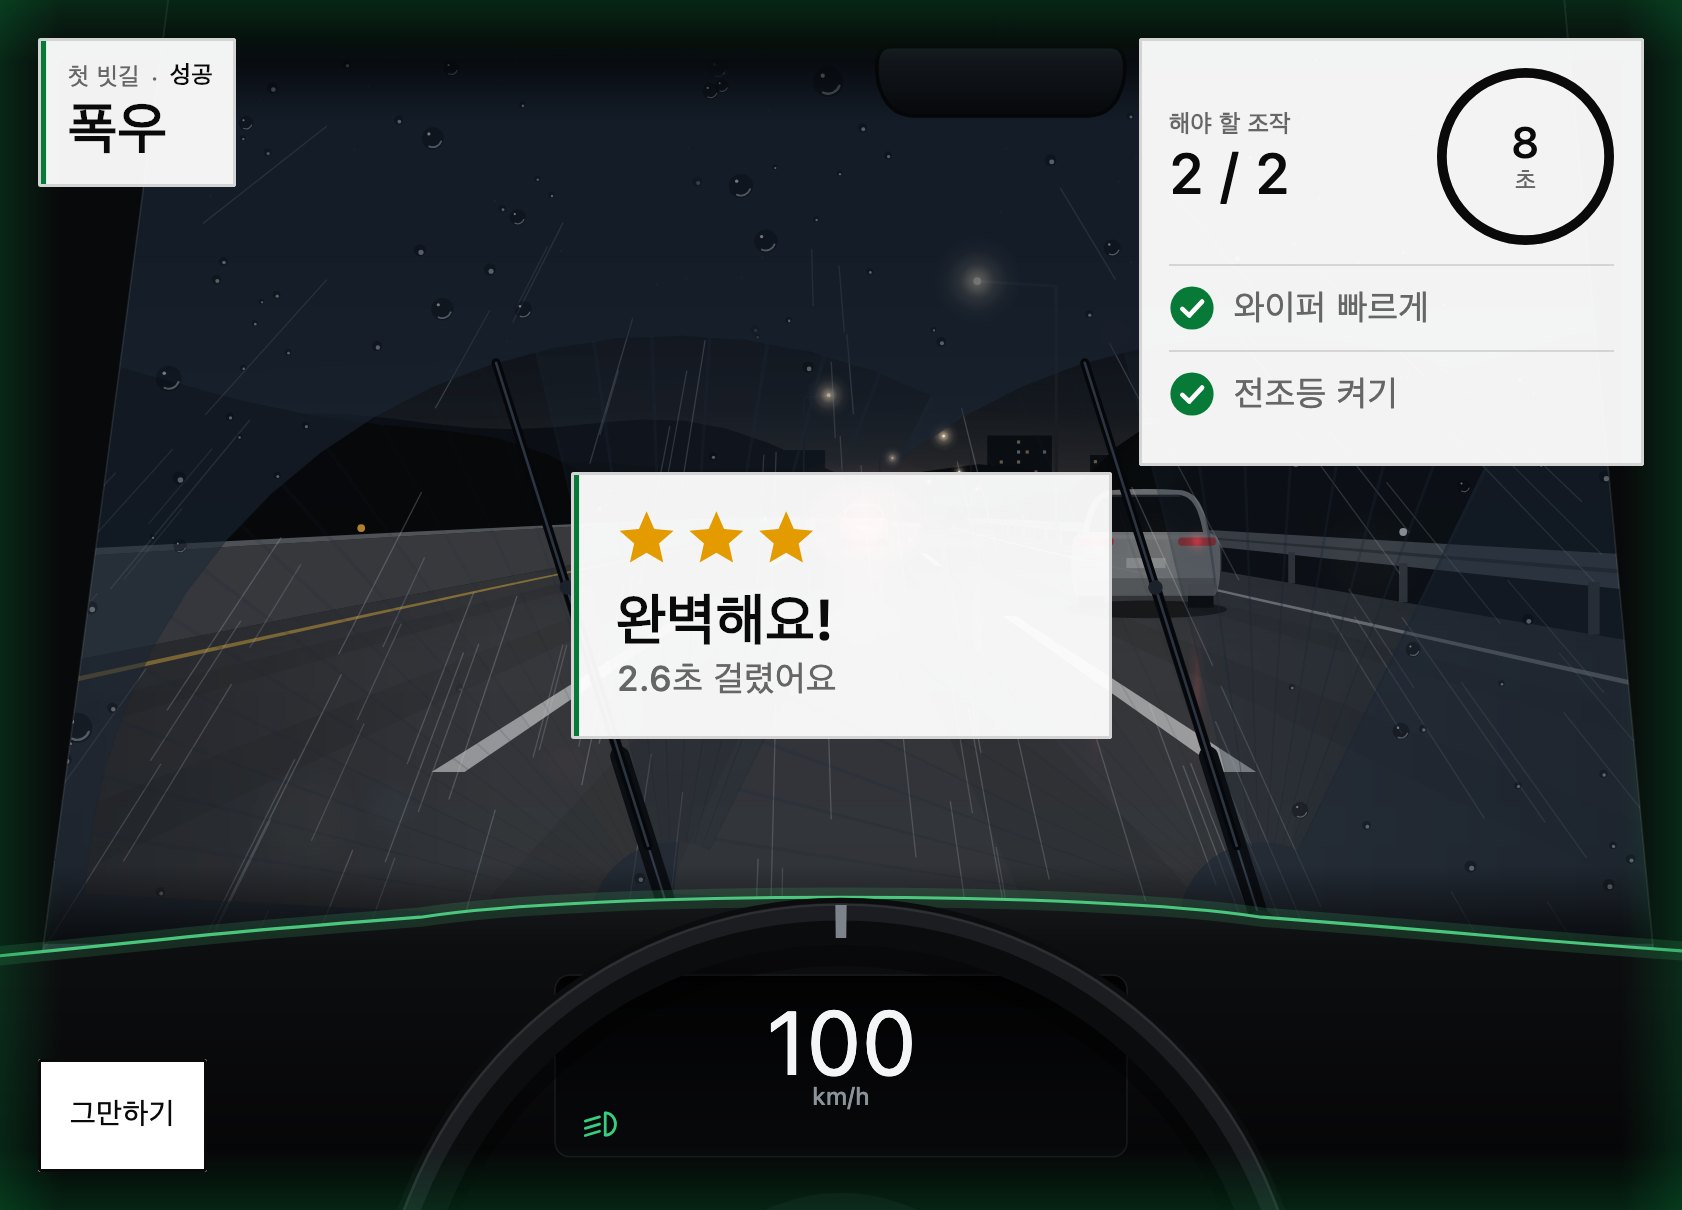 첫 빗길 · 성공
폭우
해야 할 조작
2 / 2
8
초
와이퍼 빠르게
전조등 켜기
완벽해요!
2.6초 걸렸어요
100
km/h
그만하기